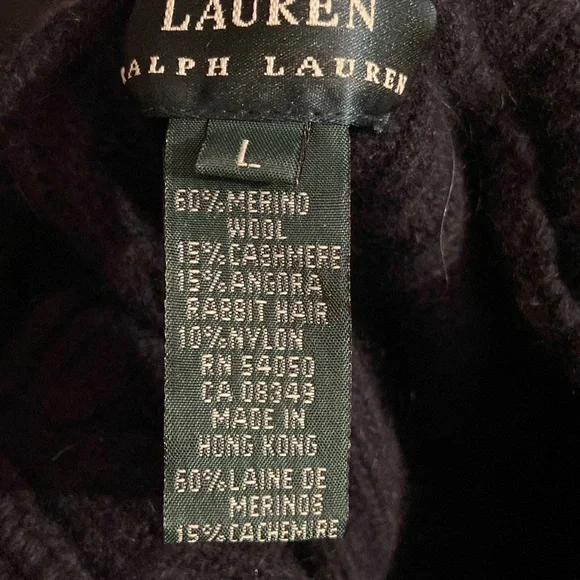 LAUREN
RALPH LAUREN
L
60% MERINO
WOOL
15% CASHMERE
15% ANGORA
RABBIT HAIR
10% NYLON
RN 54050
CA 08349
MADE IN
HONG KONG
60% LAINE DE
MERINOS
15% CACHEMIRE